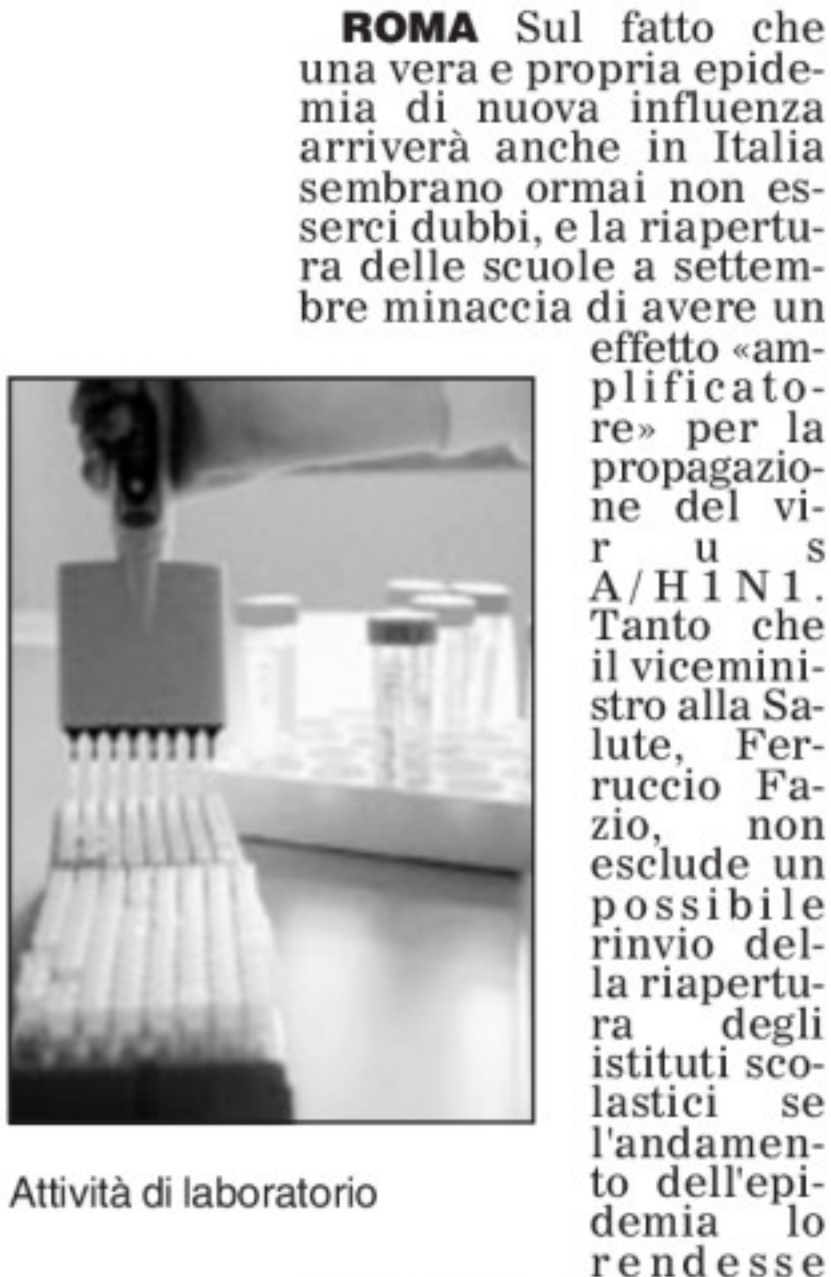 ROMA Sul fatto che
una vera e propria epide-
mia di nuova influenza
arriverà anche in Italia
sembrano ormai non es-
serci dubbi, e la riapertu-
ra delle scuole a settem-
bre minaccia di avere un
effetto «am-
plificato-
re» per la
propagazio-
ne del vi-
r u s
A/H1N1.
Tanto che
il vicemini-
stro alla Sa-
lute, Fer-
ruccio Fa-
zio, non
esclude un
possibile
rinvio del-
la riapertu-
ra degli
istituti sco-
lastici se
l'andamen-
to dell'epi-
demia lo
rendesse
Attività di laboratorio